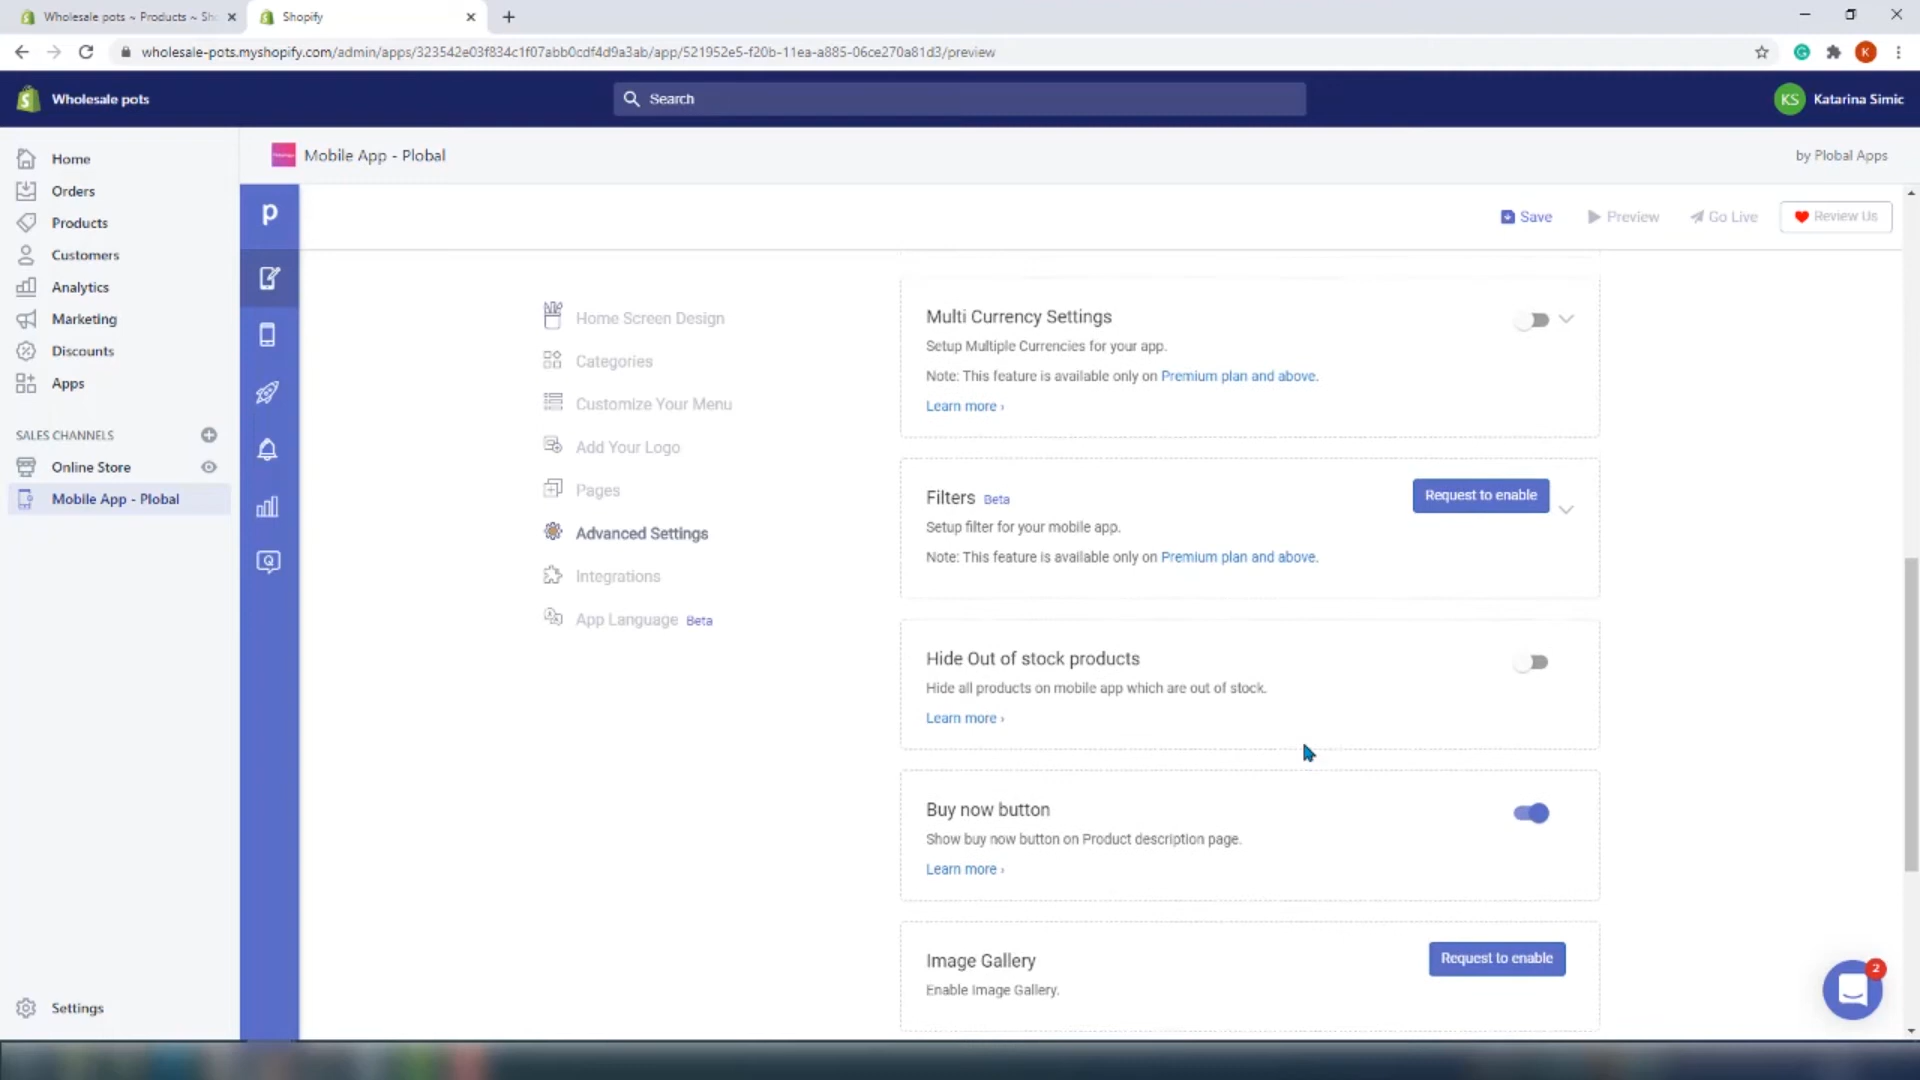 Wholesale pots ~ Products ~ Sho
Shopify
wholesale-pots.myshopify.com/admin/apps/323542e03f834c1f07abb0cdf4d9a3ab/app/521952e5-f20b-11ea-a885-06ce270a81d3/preview
K
Wholesale pots
Search
KS
Katarina Simic
Home
Orders
Products
Customers
Analytics
Marketing
Discounts
Apps
SALES CHANNELS
Online Store
Mobile App - Plobal
Settings
Mobile App - Plobal
by Plobal Apps
p
Save
Preview
Go Live
Review Us
Home Screen Design
Categories
Customize Your Menu
Add Your Logo
Pages
Advanced Settings
Integrations
App Language Beta
Multi Currency Settings
Setup Multiple Currencies for your app.
Note: This feature is available only on Premium plan and above.
Learn more ›
Filters Beta
Request to enable
Setup filter for your mobile app.
Note: This feature is available only on Premium plan and above.
Hide Out of stock products
Hide all products on mobile app which are out of stock.
Learn more ›
Buy now button
Show buy now button on Product description page.
Learn more ›
Image Gallery
Request to enable
Enable Image Gallery.
2